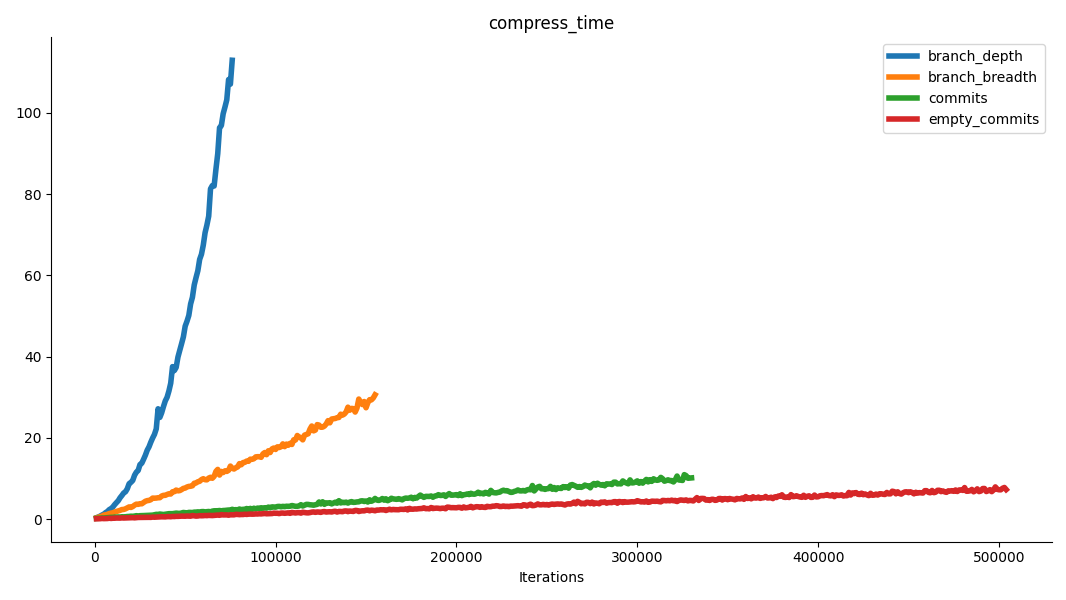 compress_time
branch_depth
branch_breadth
commits
empty_commits
100
80
60
40
20
0
0 100000 200000 300000 400000 500000
Iterations